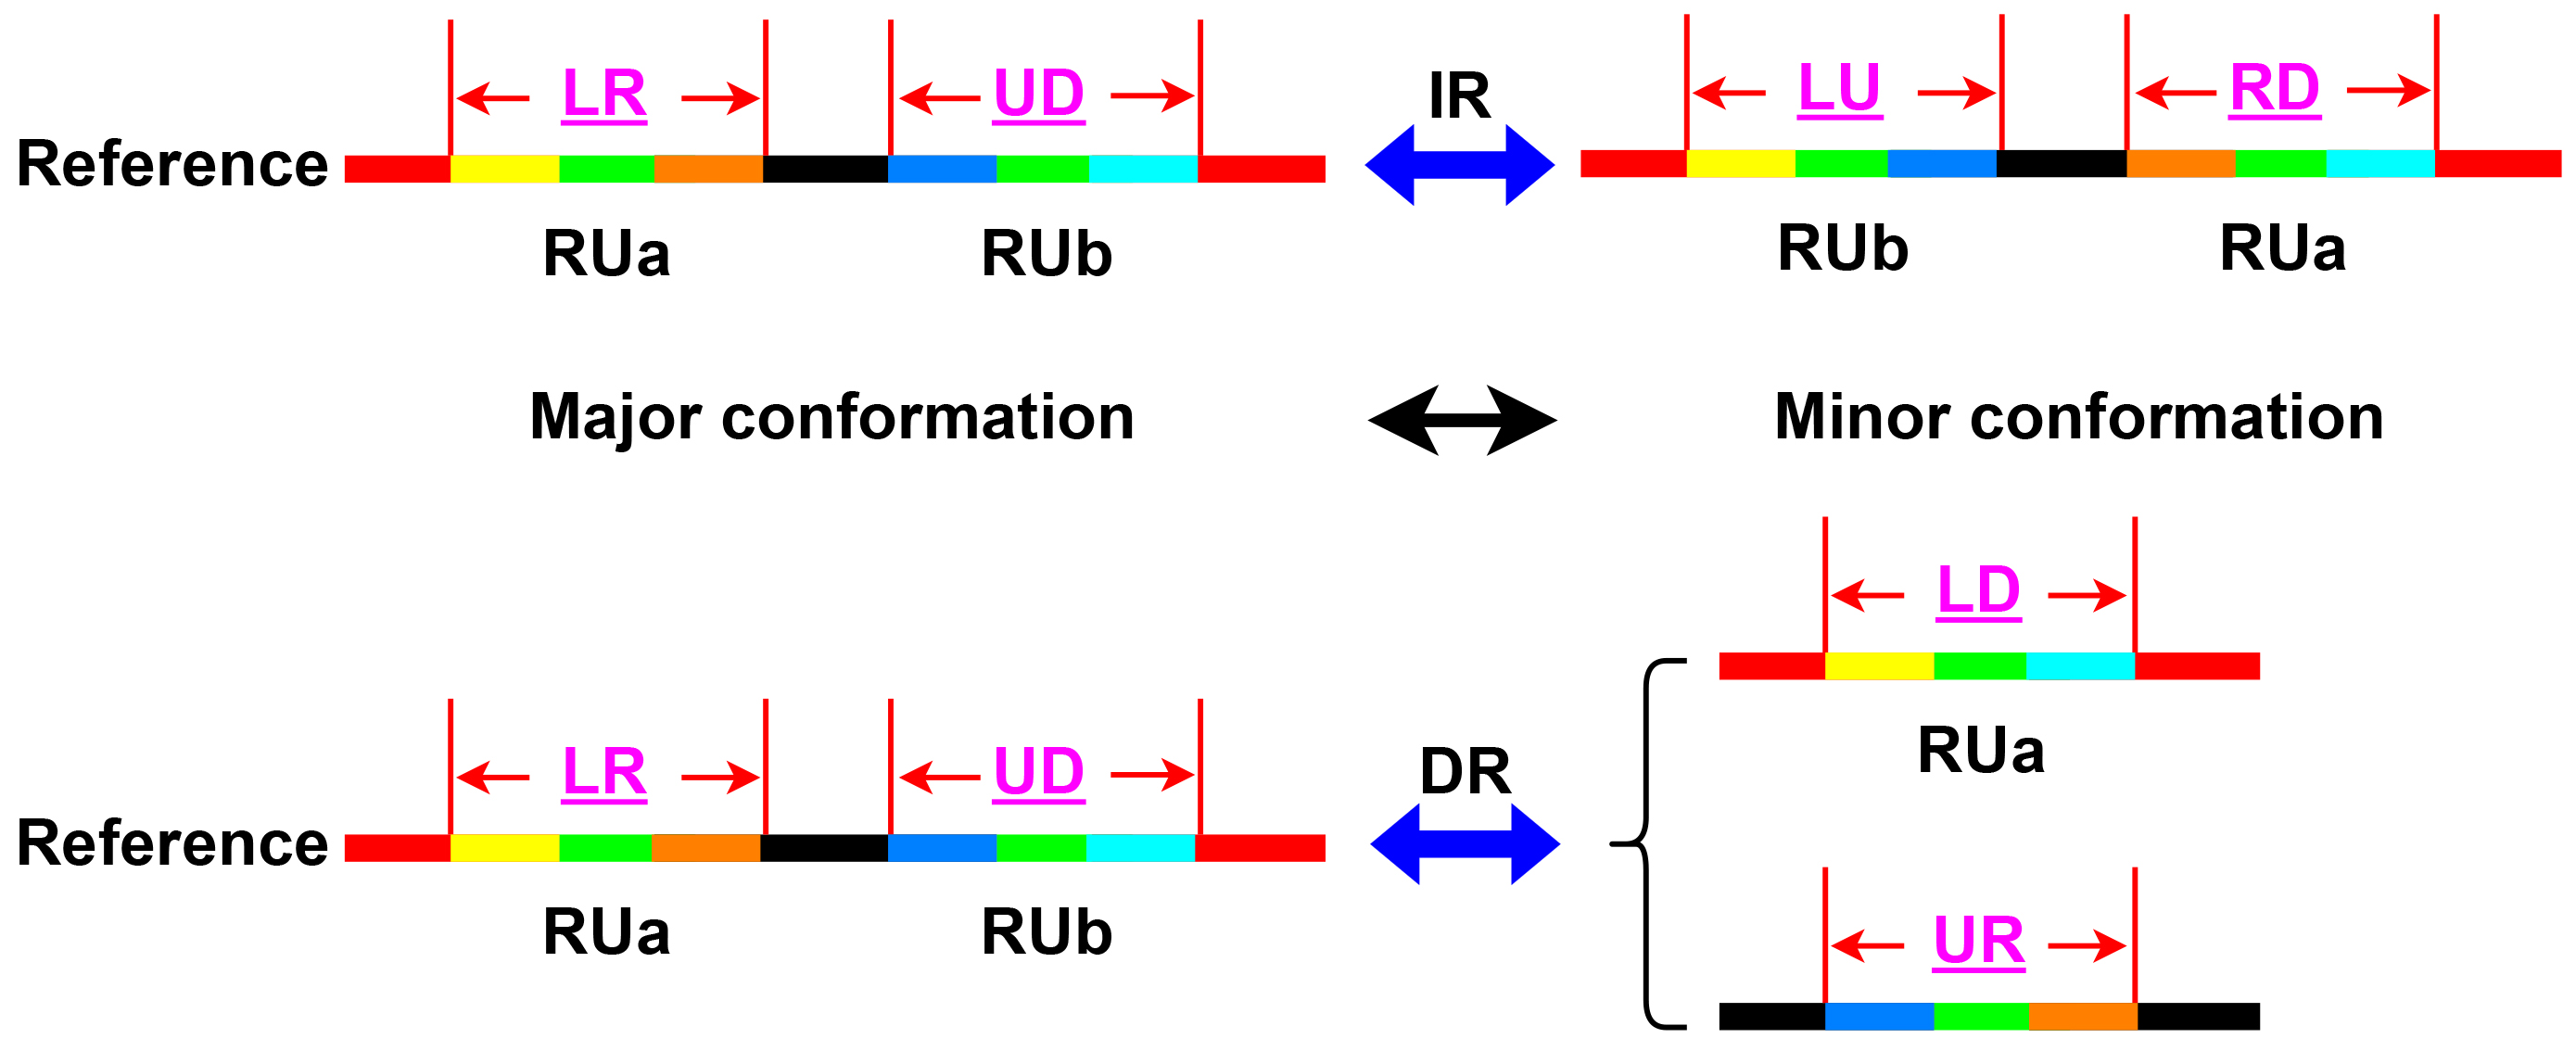 LR UD IR LU RD
Reference
RUa RUb RUb RUa
Major conformation Minor conformation
LD
RUa
LR UD DR
Reference
RUa RUb UR